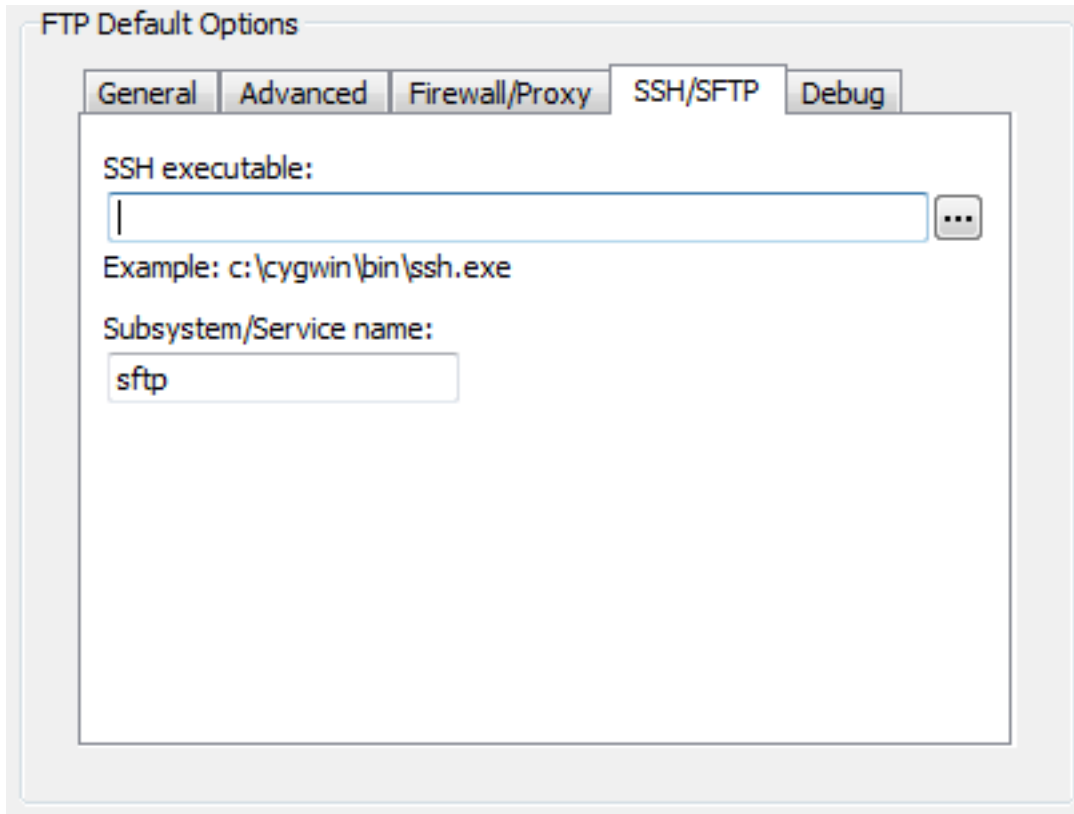 FTP Default Options
General Advanced Firewall/Proxy SSH/SFTP Debug
SSH executable:
...
Example: c:\cygwin\bin\ssh.exe
Subsystem/Service name:
sftp